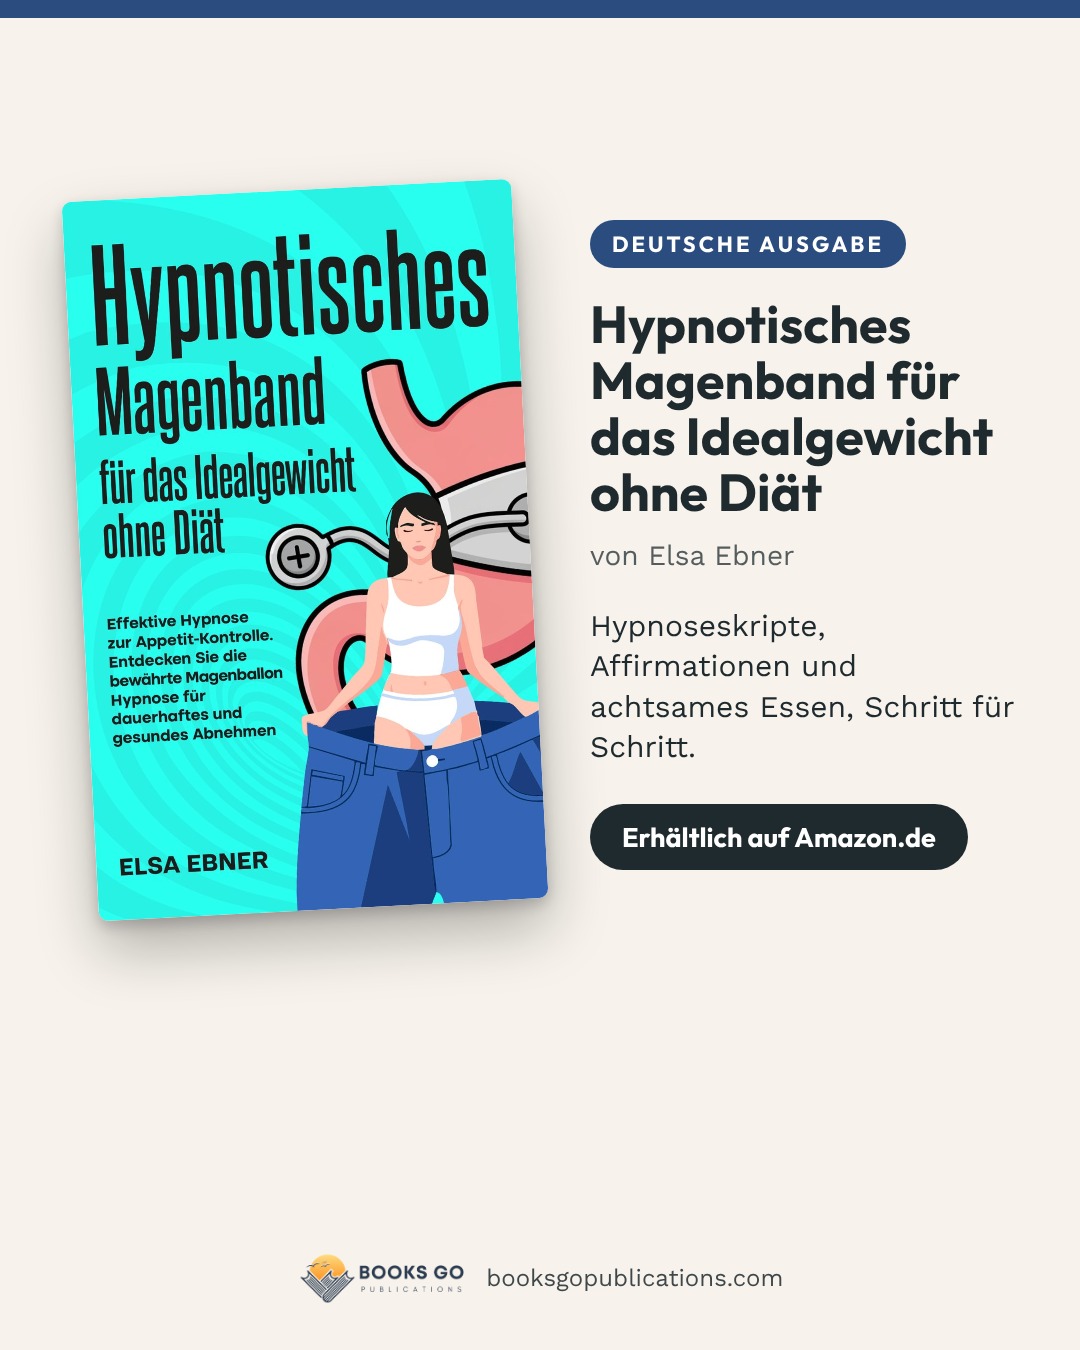 Hypnotisches
Magenband
für das Idealgewicht
ohne Diät
Effektive Hypnose
zur Appetit-Kontrolle.
Entdecken Sie die
bewährte Magenballon
Hypnose für
dauerhaftes und
gesundes Abnehmen
ELSA EBNER
DEUTSCHE AUSGABE
Hypnotisches
Magenband für
das Idealgewicht
ohne Diät
von Elsa Ebner
Hypnoseskripte,
Affirmationen und
achtsames Essen, Schritt für
Schritt.
Erhältlich auf Amazon.de
BOOKS GO
PUBLICATIONS
booksgopublications.com